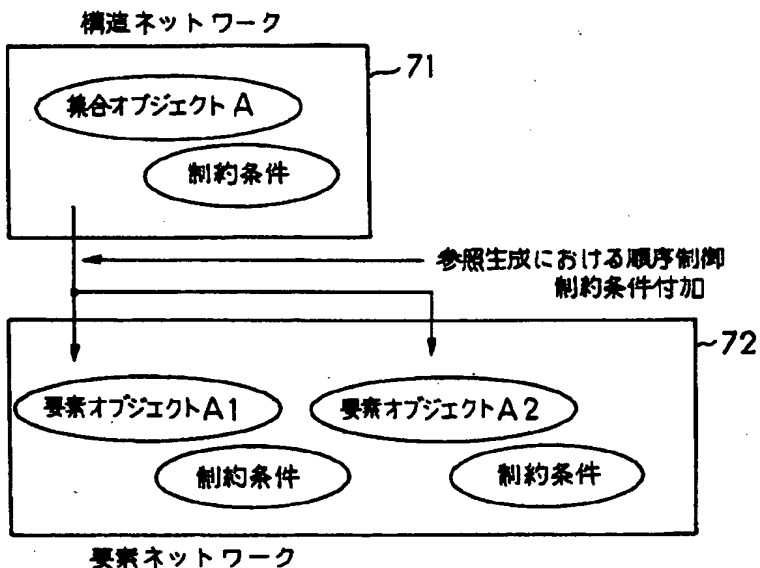 構造ネットワーク
71
集合オブジェクトA
制約条件
参照生成における順序制御
制約条件付加
72
要素オブジェクトA1
要素オブジェクトA2
制約条件
制約条件
要素ネットワーク